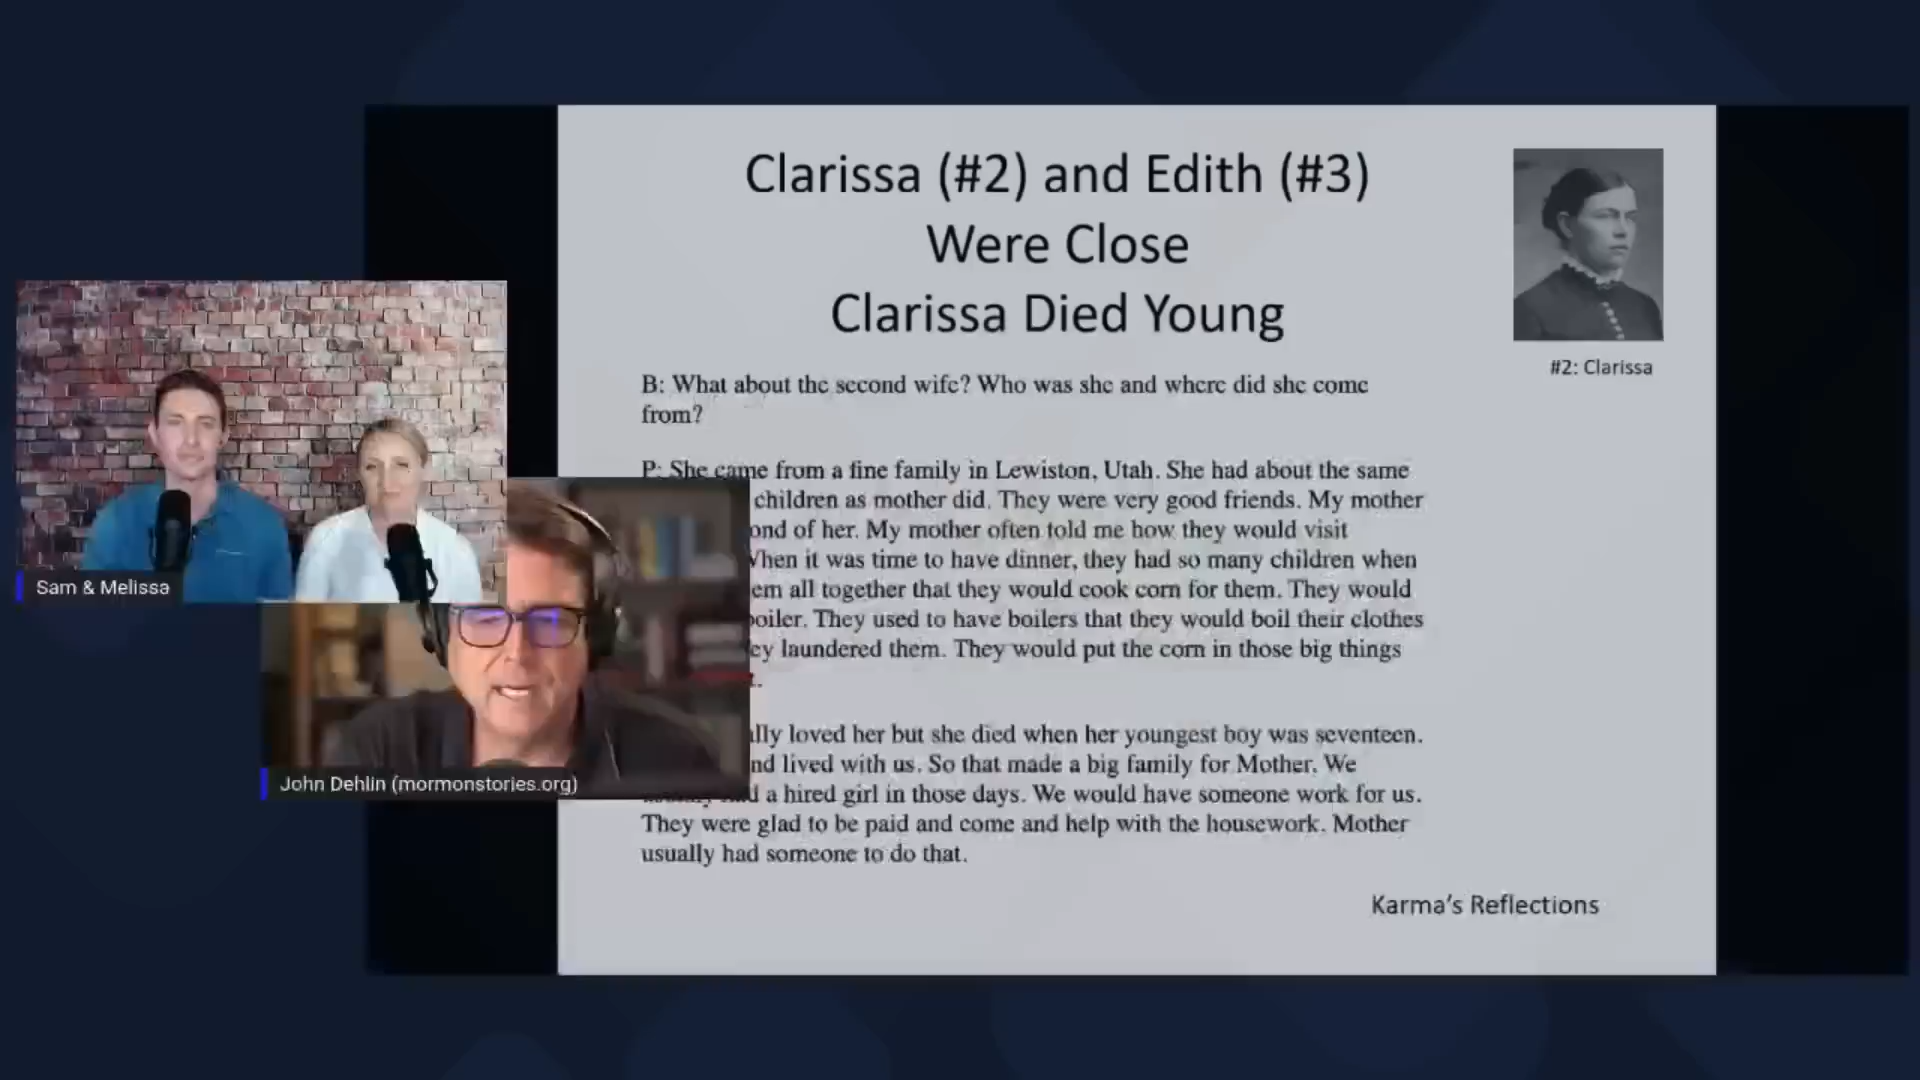 Clarissa (#2) and Edith (#3)
Were Close
Clarissa Died Young
#2: Clarissa
B: What about the second wife? Who was she and where did she come
from?
P: She came from a fine family in Lewiston, Utah. She had about the same
children as mother did. They were very good friends. My mother
of her. My mother often told me how they would visit
When it was time to have dinner, they had so many children when
all together that they would cook corn for them. They would
boiler. They used to have boilers that they would boil their clothes
laundered them. They would put the corn in those big things
loved her but she died when her youngest boy was seventeen.
lived with us. So that made a big family for Mother. We
a hired girl in those days. We would have someone work for us.
They were glad to be paid and come and help with the housework. Mother
usually had someone to do that.
Karma's Reflections
Sam & Melissa
John Dehlin (mormonstories.org)